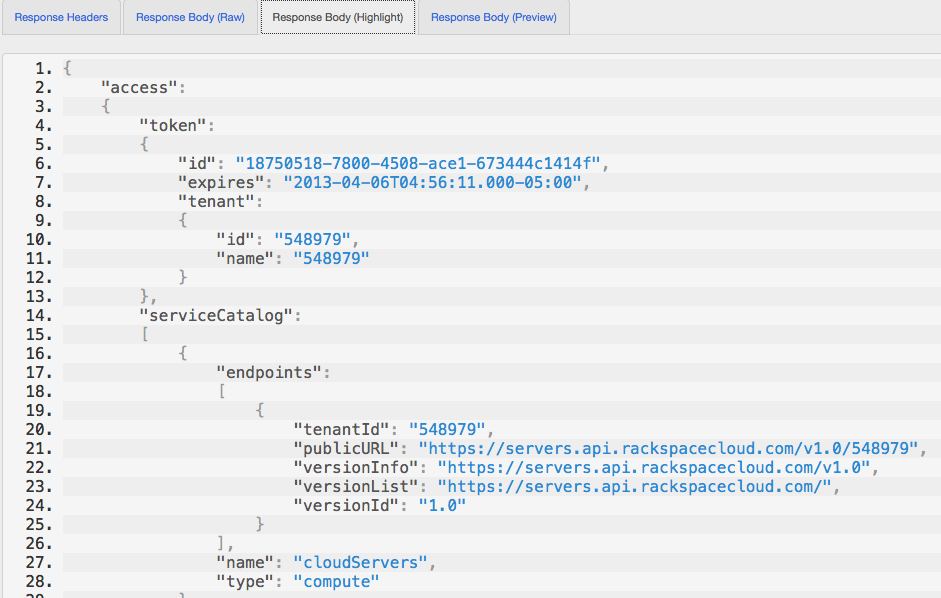 Response Headers Response Body (Raw) Response Body (Highlight) Response Body (Preview)
1. {
2. "access":
3. {
4. "token":
5. {
6. "id": "18750518-7800-4508-ace1-673444c1414f",
7. "expires": "2013-04-06T04:56:11.000-05:00",
8. "tenant":
9. {
10. "id": "548979",
11. "name": "548979"
12. }
13. },
14. "serviceCatalog":
15. [
16. {
17. "endpoints":
18. [
19. {
20. "tenantId": "548979",
21. "publicURL": "https://servers.api.rackspacecloud.com/v1.0/548979",
22. "versionInfo": "https://servers.api.rackspacecloud.com/v1.0",
23. "versionList": "https://servers.api.rackspacecloud.com/",
24. "versionId": "1.0"
25. }
26. ],
27. "name": "cloudServers",
28. "type": "compute"